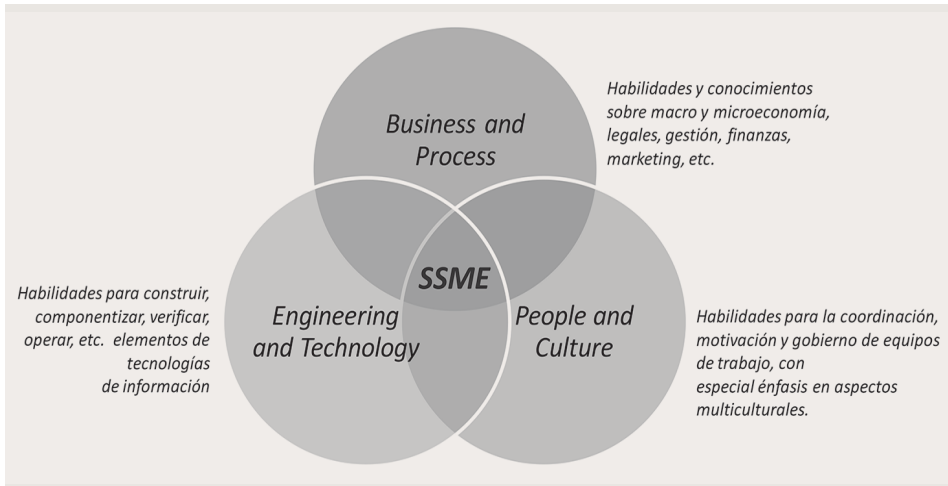 Business and
Process
Habilidades y conocimientos
sobre macro y microeconomía,
legales, gestión, finanzas,
marketing, etc.
SSME
Habilidades para construir,
componentizar, verificar,
operar, etc. elementos de
tecnologías
de información
Engineering
and Technology
People and
Culture
Habilidades para la coordinación,
motivación y gobierno de equipos
de trabajo, con
especial énfasis en aspectos
multiculturales.